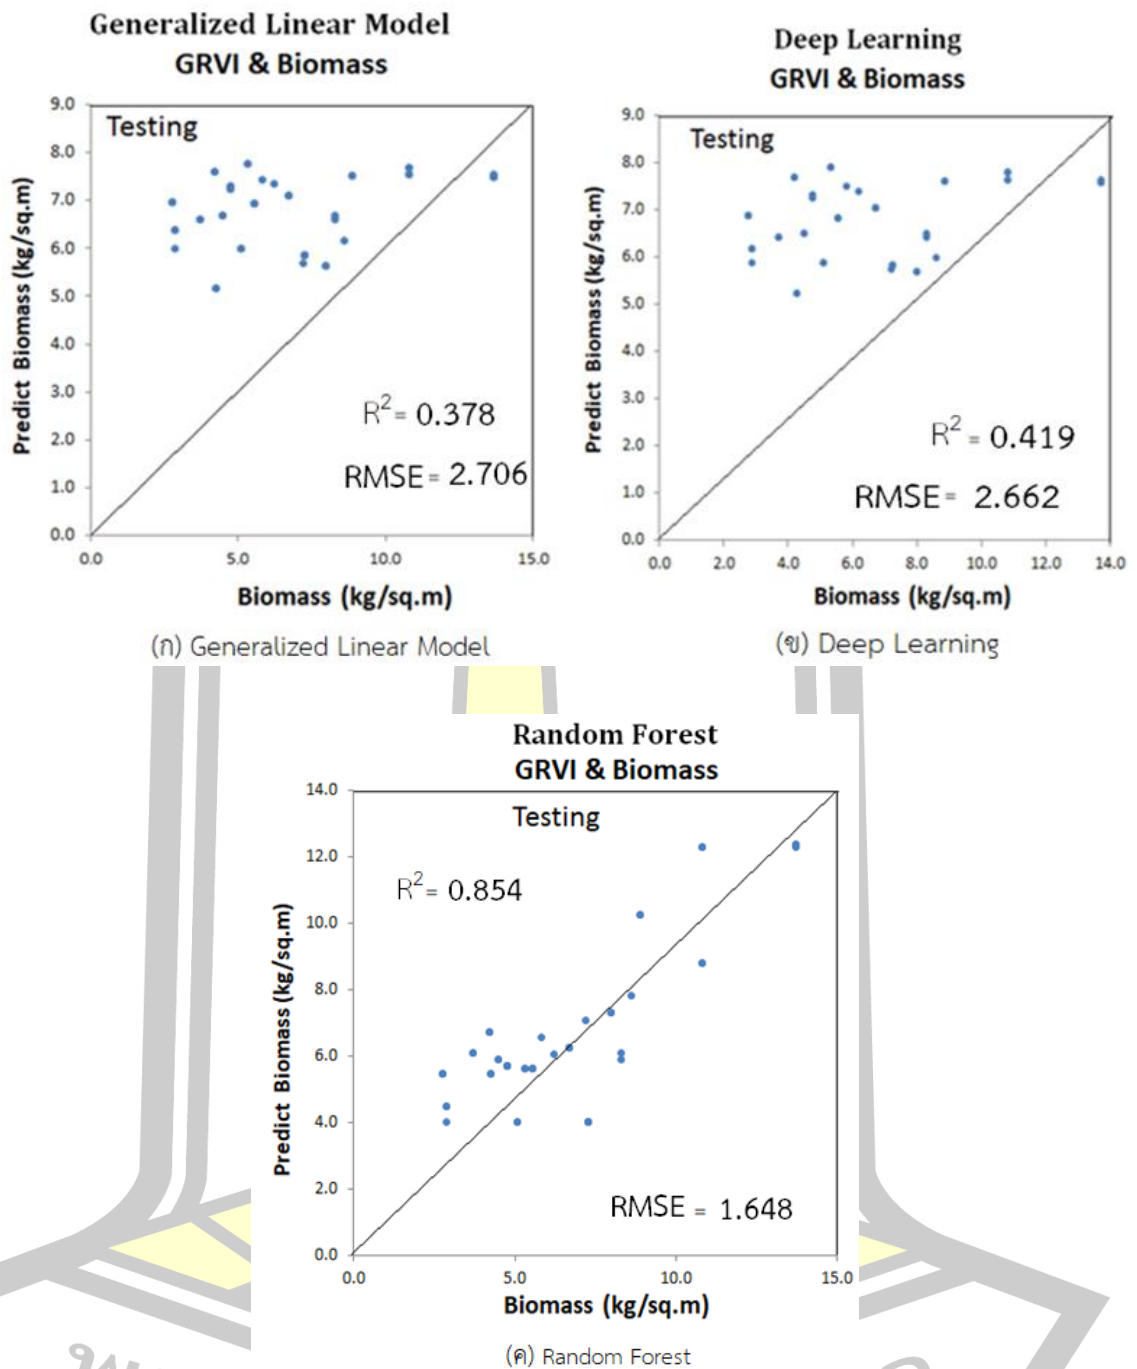 Generalized Linear Model
GRVI & Biomass
9.0
8.0
7.0
6.0
5.0
4.0
3.0
2.0
1.0
0.0
Testing
R²= 0.378
RMSE= 2.706
0.0 5.0 10.0 15.0
Predict Biomass (kg/sq.m)
Biomass (kg/sq.m)
(ก) Generalized Linear Model
Deep Learning
GRVI & Biomass
9.0
8.0
7.0
6.0
5.0
4.0
3.0
2.0
1.0
0.0
Testing
R² = 0.419
RMSE= 2.662
0.0 2.0 4.0 6.0 8.0 10.0 12.0 14.0
Predict Biomass (kg/sq.m)
Biomass (kg/sq.m)
(ข) Deep Learning
Random Forest
GRVI & Biomass
14.0
12.0
10.0
8.0
6.0
4.0
2.0
0.0
Testing
R²= 0.854
RMSE = 1.648
0.0 5.0 10.0 15.0
Predict Biomass (kg/sq.m)
Biomass (kg/sq.m)
(ค) Random Forest